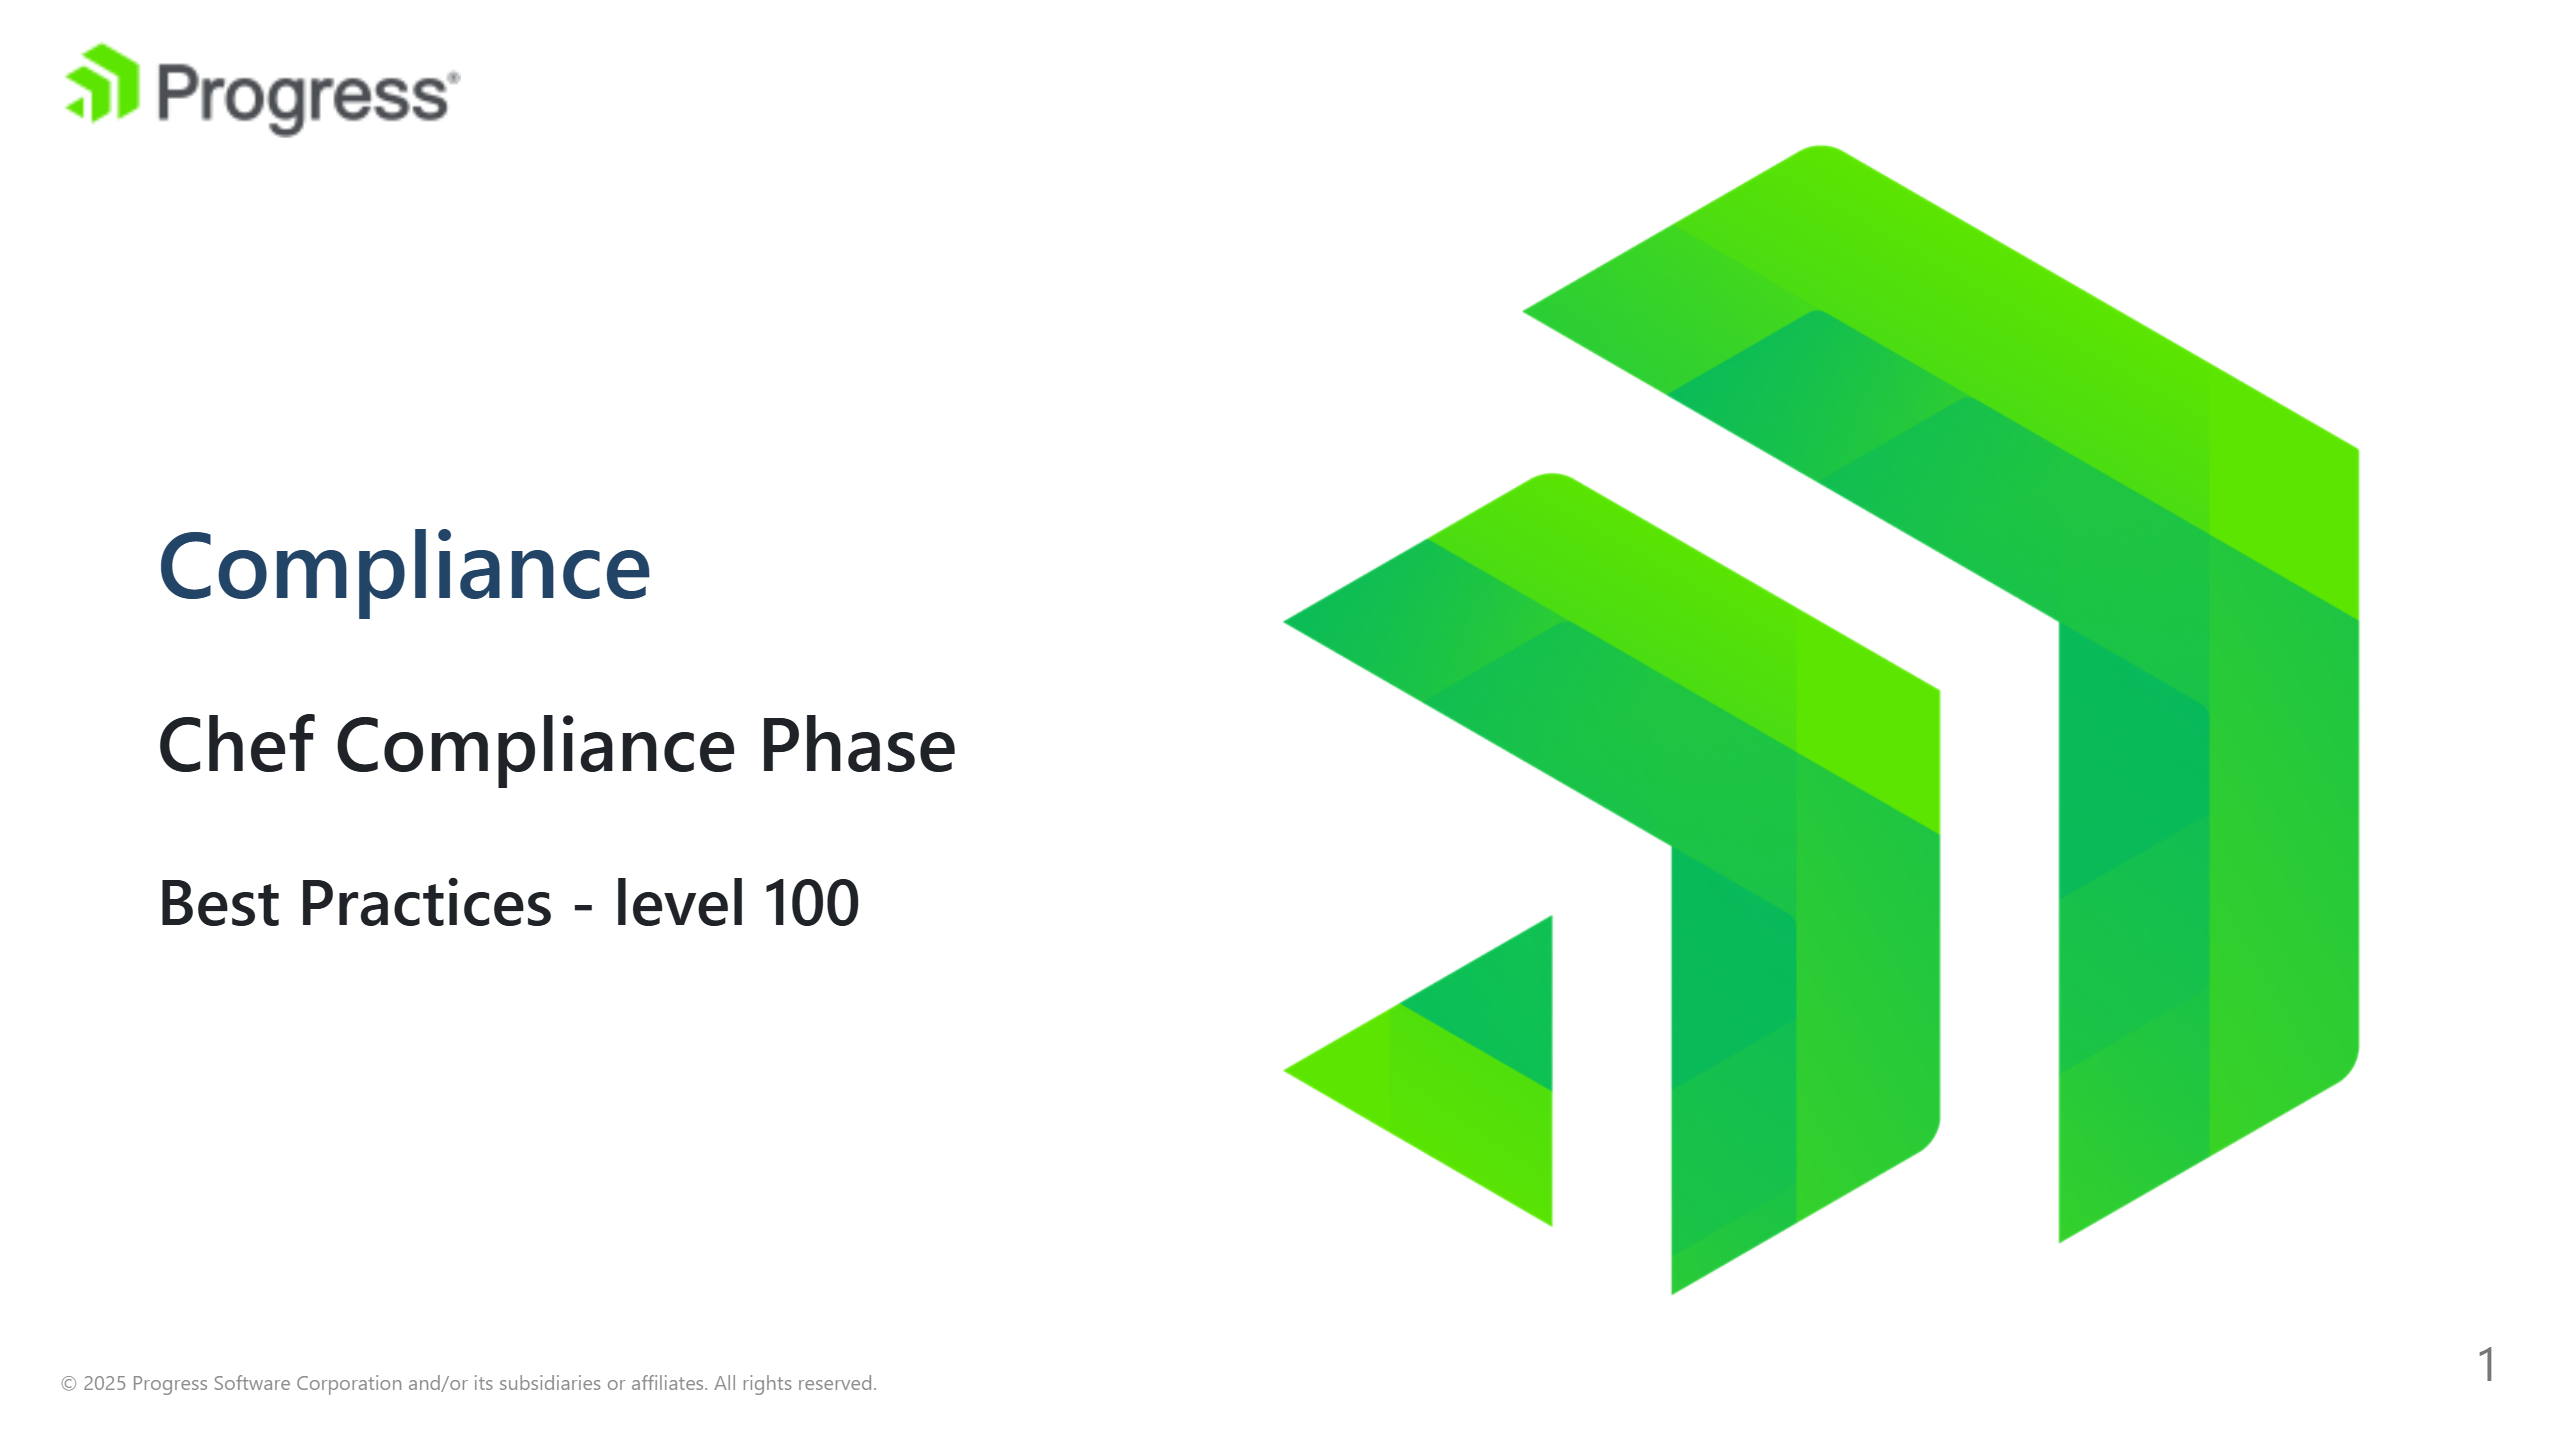 Progress®
Compliance
Chef Compliance Phase
Best Practices - level 100
© 2025 Progress Software Corporation and/or its subsidiaries or affiliates. All rights reserved.
1